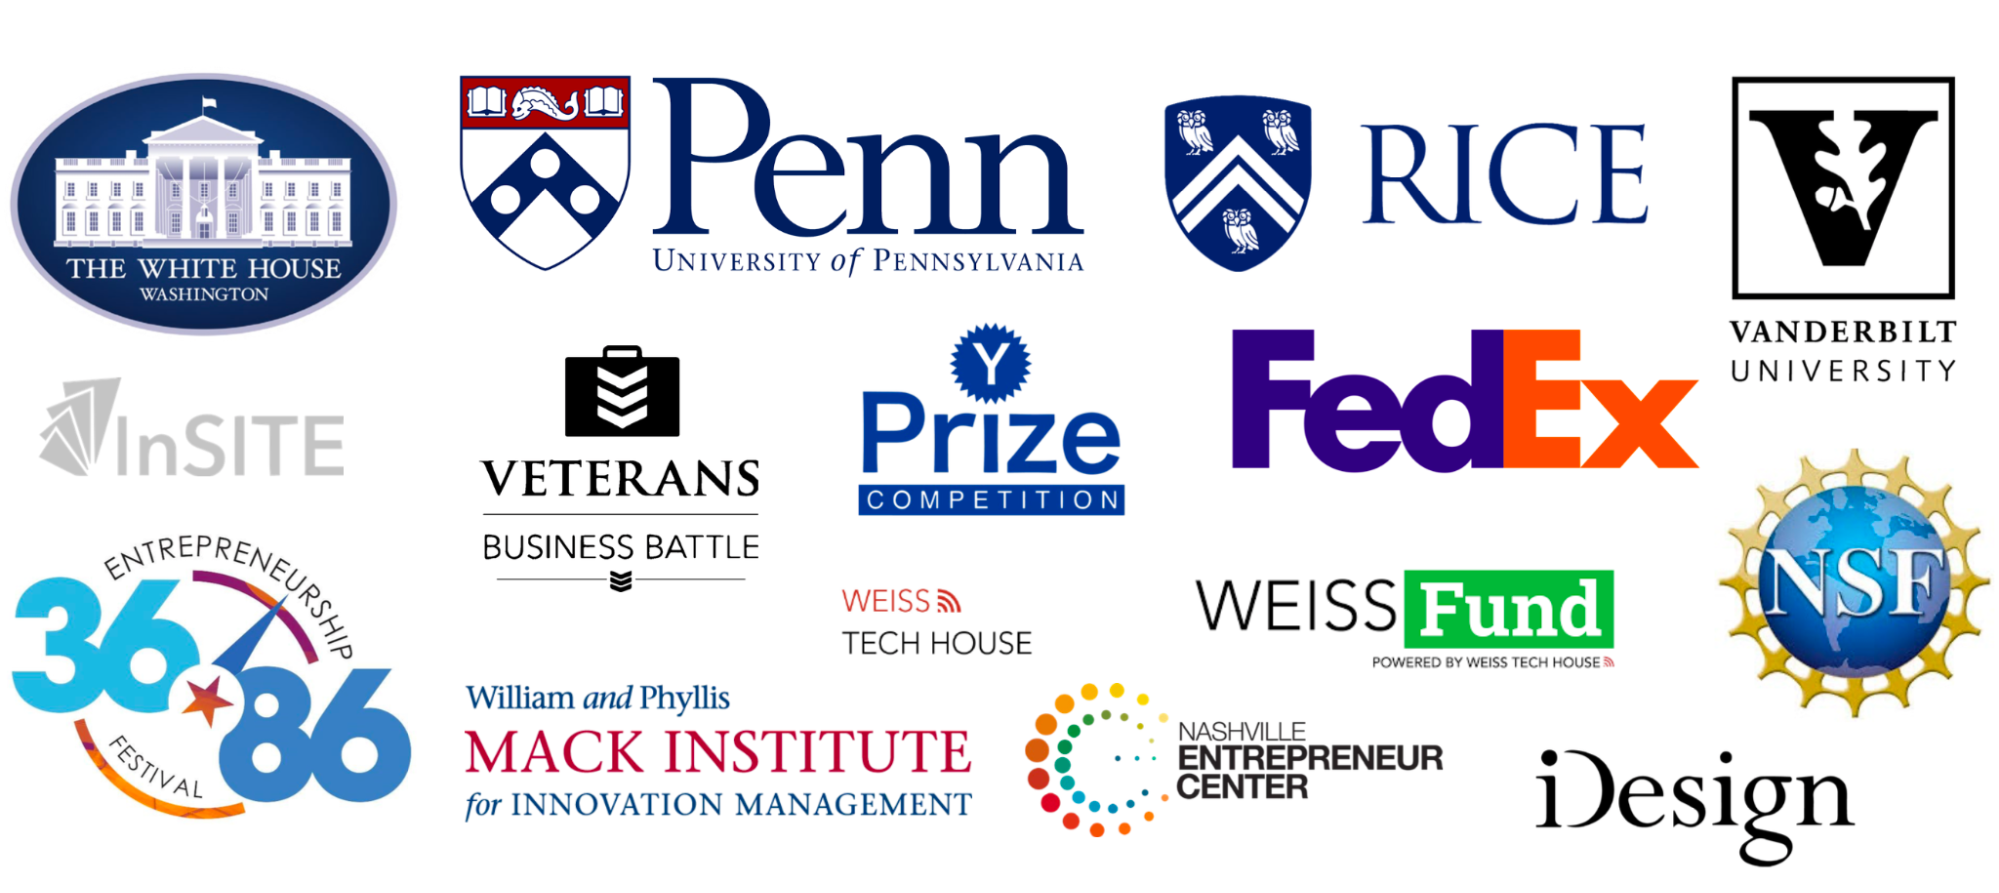 THE WHITE HOUSE
WASHINGTON
Penn
UNIVERSITY of PENNSYLVANIA
RICE
V
VANDERBILT
UNIVERSITY
InSITE
VETERANS
BUSINESS BATTLE
Y
Prize
COMPETITION
FedEx
NSF
ENTREPRENEURSHIP
36
86
FESTIVAL
WEISS
TECH HOUSE
WEISS Fund
POWERED BY WEISS TECH HOUSE
William and Phyllis
MACK INSTITUTE
for INNOVATION MANAGEMENT
NASHVILLE
ENTREPRENEUR
CENTER
iDesign